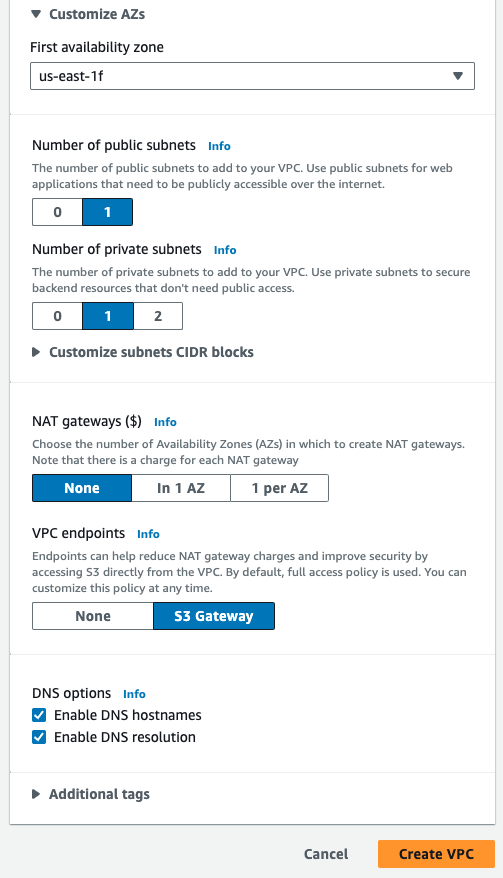 Customize AZs
First availability zone
us-east-1f
Number of public subnets Info
The number of public subnets to add to your VPC. Use public subnets for web
applications that need to be publicly accessible over the internet.
0 1
Number of private subnets Info
The number of private subnets to add to your VPC. Use private subnets to secure
backend resources that don't need public access.
0 1 2
Customize subnets CIDR blocks
NAT gateways ($) Info
Choose the number of Availability Zones (AZs) in which to create NAT gateways.
Note that there is a charge for each NAT gateway
None In 1 AZ 1 per AZ
VPC endpoints Info
Endpoints can help reduce NAT gateway charges and improve security by
accessing S3 directly from the VPC. By default, full access policy is used. You can
customize this policy at any time.
None S3 Gateway
DNS options Info
Enable DNS hostnames
Enable DNS resolution
Additional tags
Cancel Create VPC